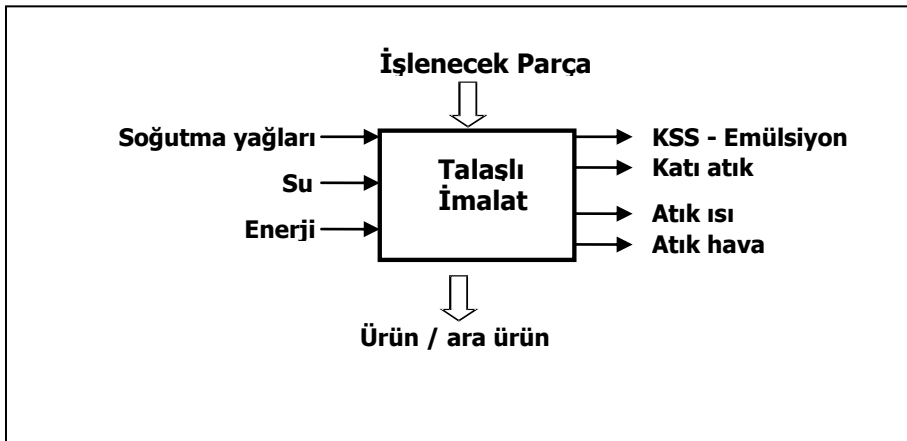 İşlenecek Parça
Soğutma yağları
Su
Enerji
Talaşlı
İmalat
KSS - Emülsiyon
Katı atık
Atık ısı
Atık hava
Ürün / ara ürün